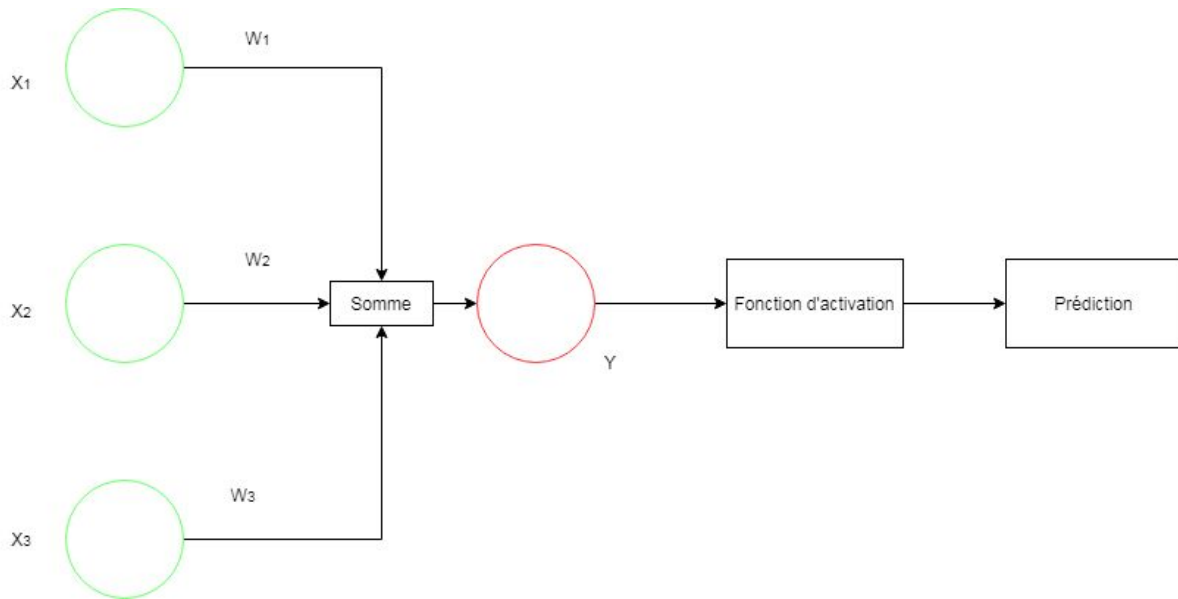 X1
W1
X2
W2
Somme
Y
Fonction d'activation
Prédiction
X3
W3